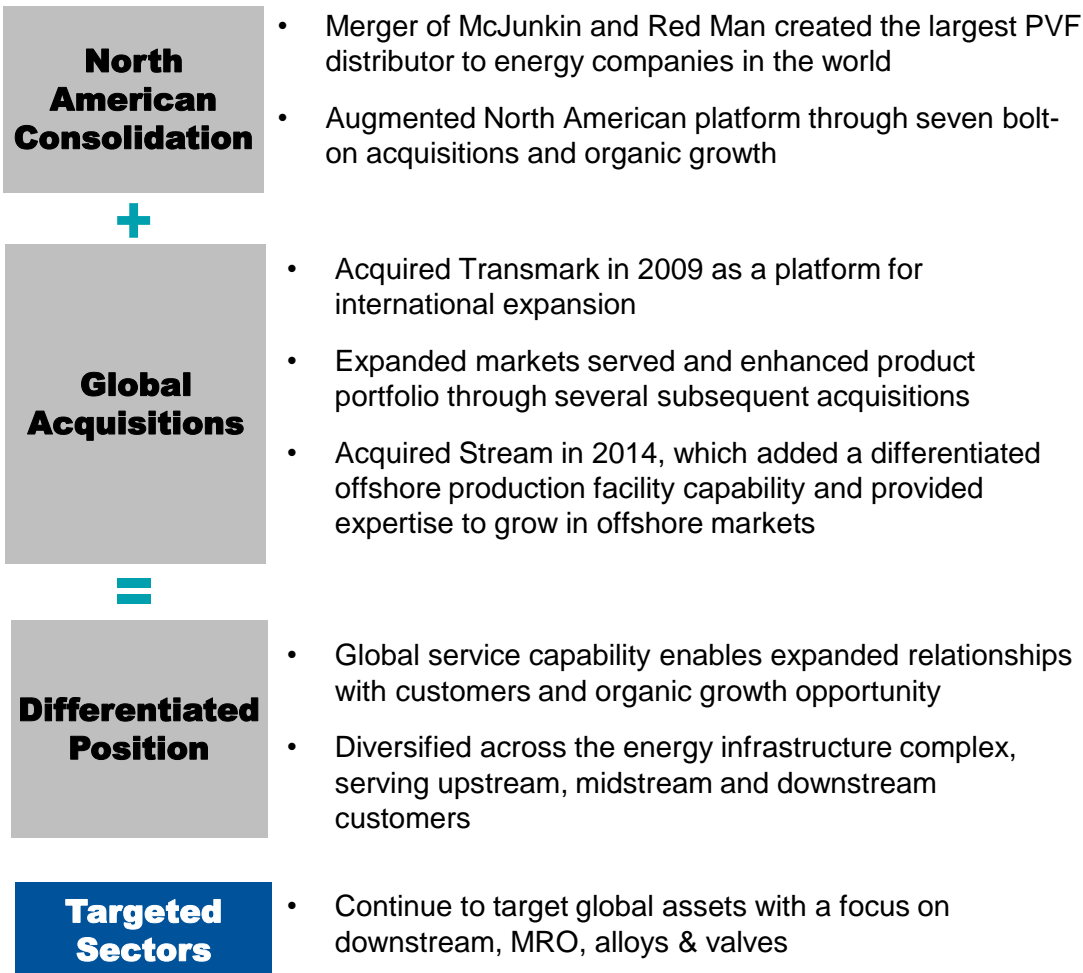 North
American
Consolidation
• Merger of McJunkin and Red Man created the largest PVF
distributor to energy companies in the world
• Augmented North American platform through seven bolt-
on acquisitions and organic growth
+
Global
Acquisitions
• Acquired Transmark in 2009 as a platform for
international expansion
• Expanded markets served and enhanced product
portfolio through several subsequent acquisitions
• Acquired Stream in 2014, which added a differentiated
offshore production facility capability and provided
expertise to grow in offshore markets
=
Differentiated
Position
• Global service capability enables expanded relationships
with customers and organic growth opportunity
• Diversified across the energy infrastructure complex,
serving upstream, midstream and downstream
customers
Targeted
Sectors
• Continue to target global assets with a focus on
downstream, MRO, alloys & valves